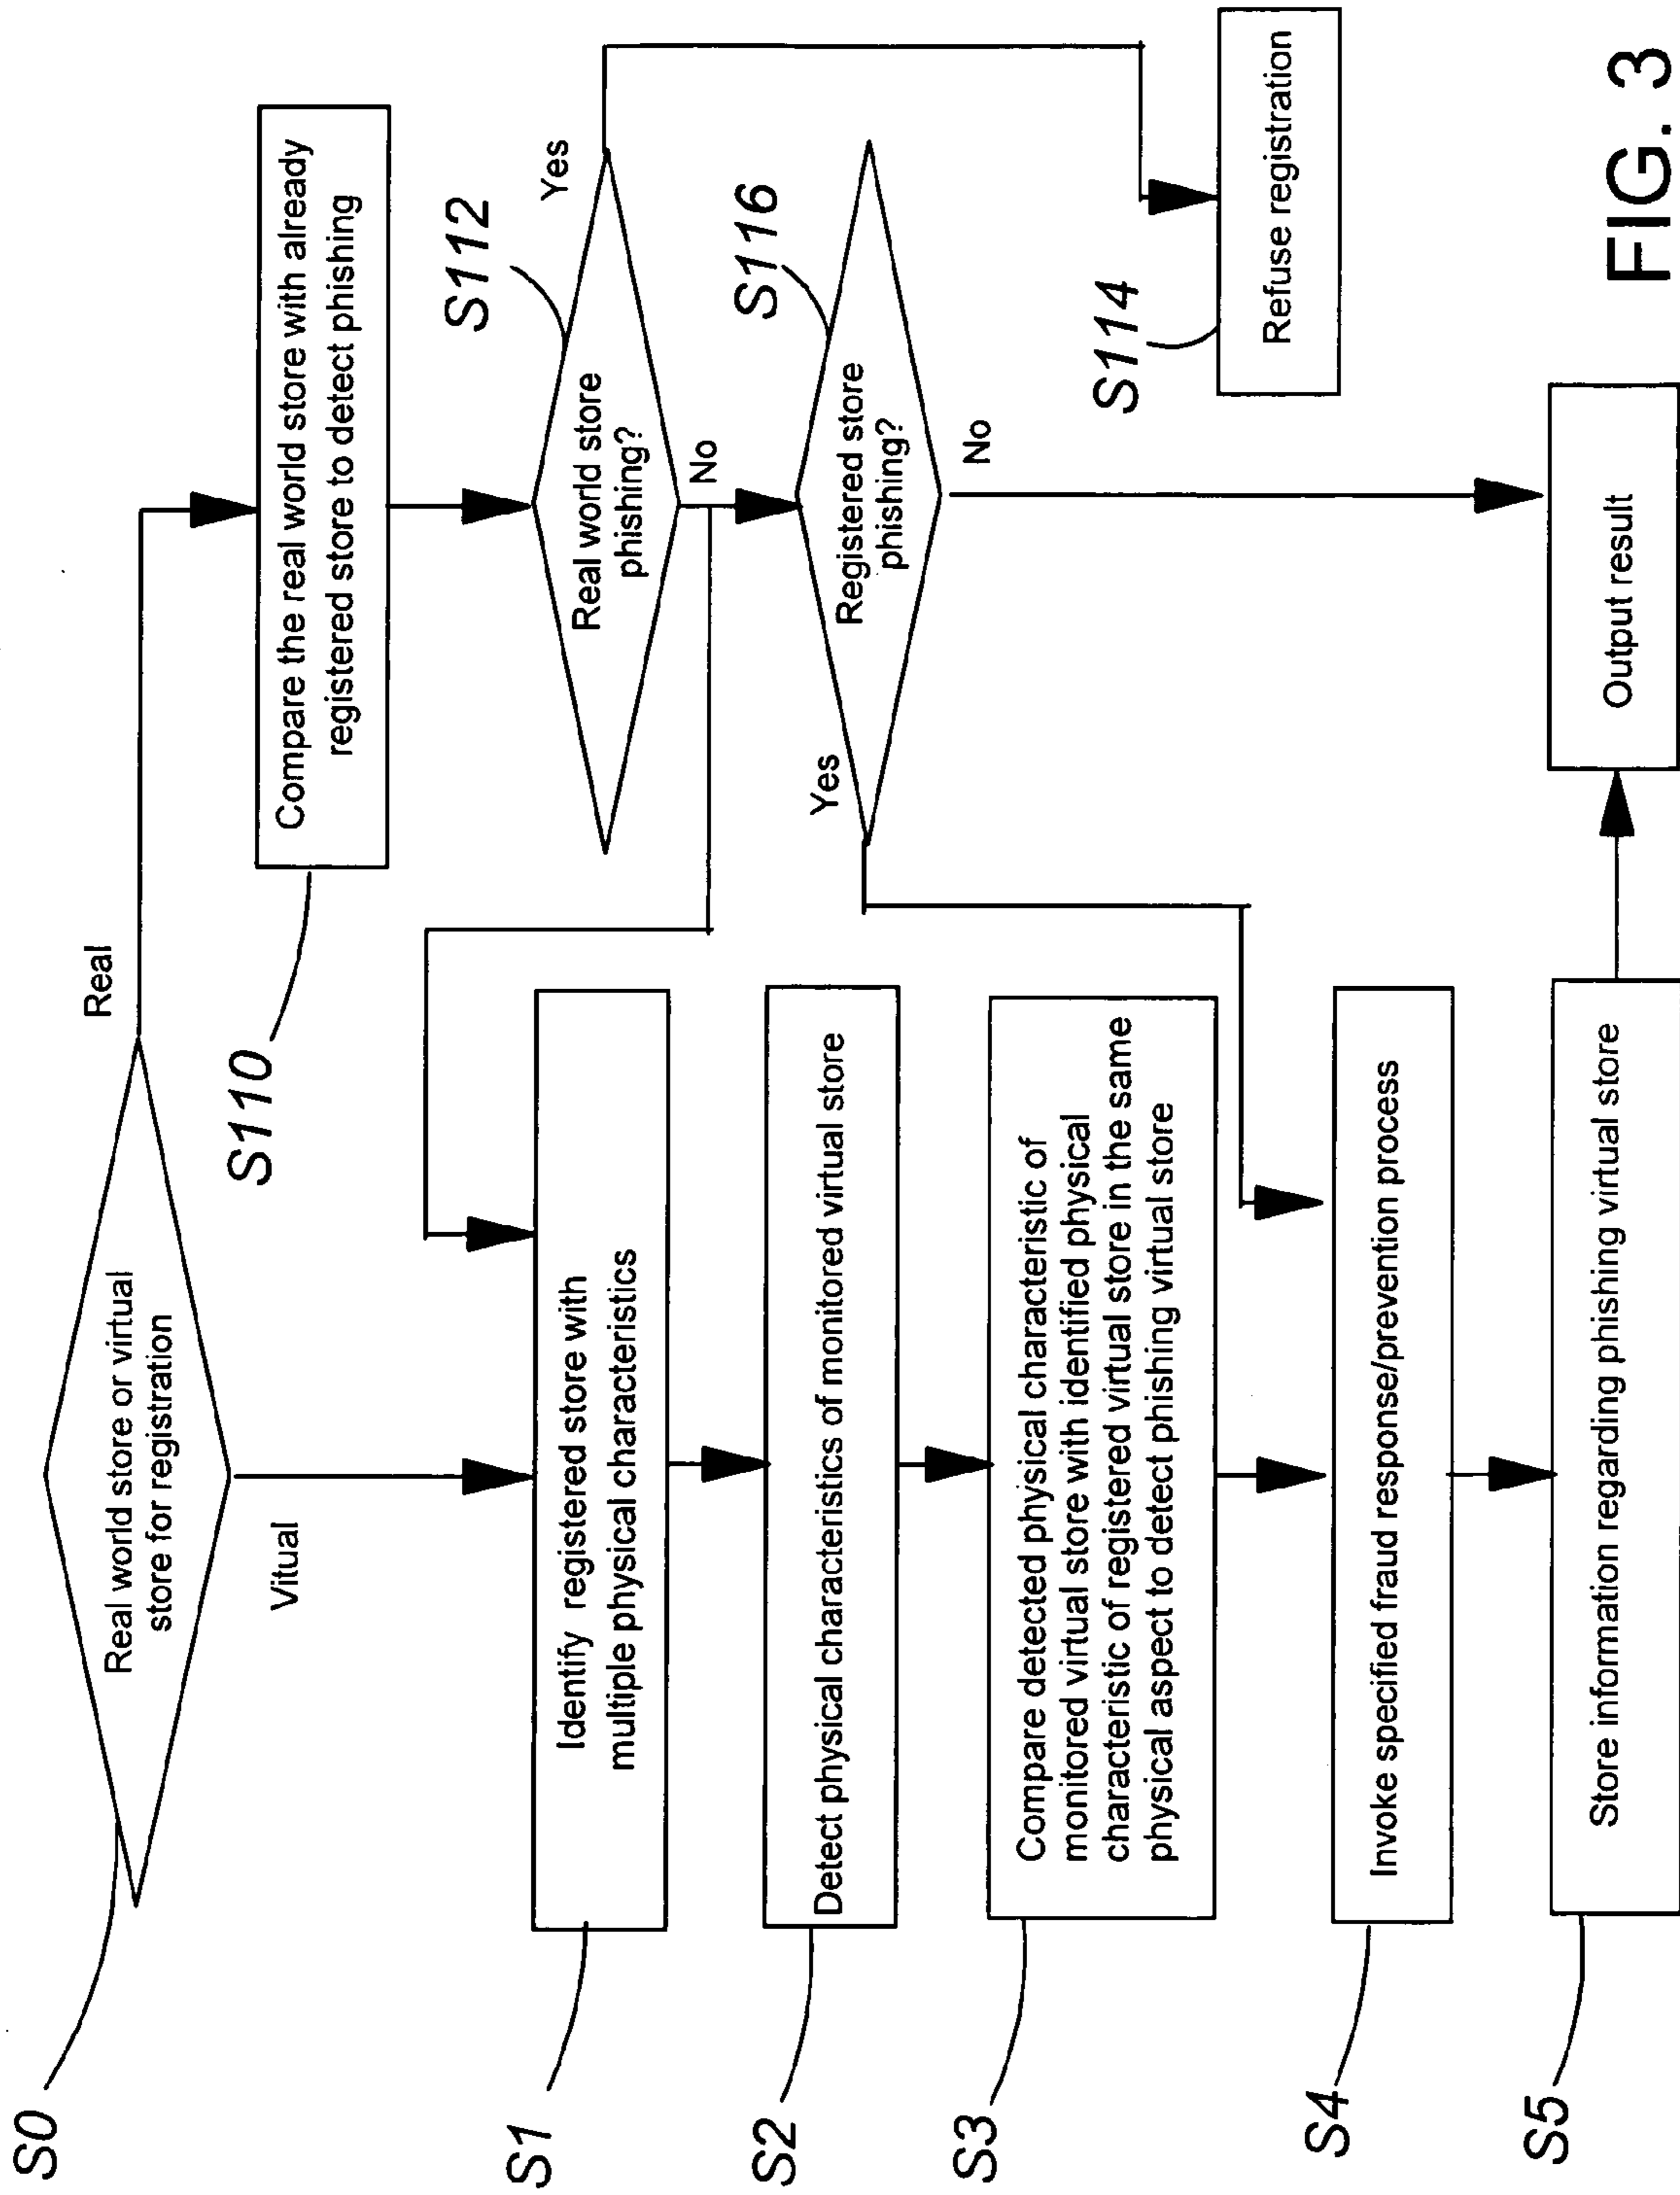 S0
Real world store or virtual
store for registration
Real
Vitual
S110
Compare the real world store with already
registered store to detect phishing
S112
Real world store
phishing?
Yes
No
S116
Registered store
phishing?
Yes
No
S114
Refuse registration
S1
Identify registered store with
multiple physical characteristics
S2
Detect physical characteristics of monitored virtual store
S3
Compare detected physical characteristic of
monitored virtual store with identified physical
characteristic of registered virtual store in the same
physical aspect to detect phishing virtual store
S4
Invoke specified fraud response/prevention process
S5
Store information regarding phishing virtual store
Output result
FIG. 3